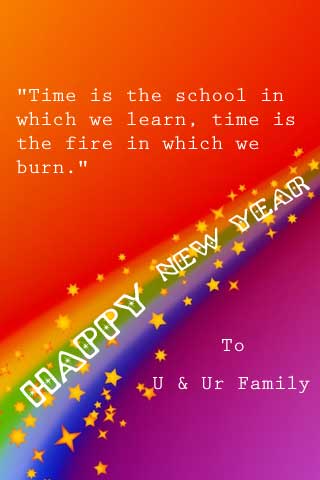 "Time is the school in
which we learn, time is
the fire in which we
burn."
HAPPY NEW YEAR
To
U & Ur Family